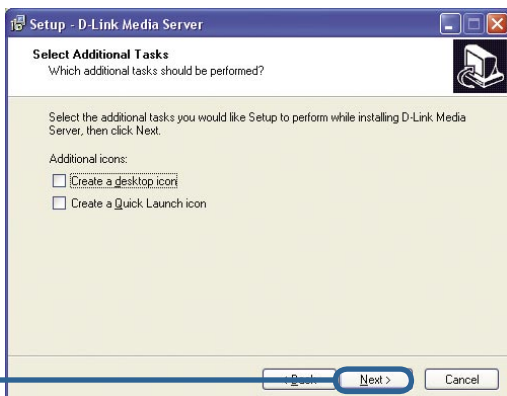 Setup - D-Link Media Server
Select Additional Tasks
Which additional tasks should be performed?
Select the additional tasks you would like Setup to perform while installing D-Link Media
Server, then click Next.
Additional icons:
Create a desktop icon
Create a Quick Launch icon
< Back Next > Cancel